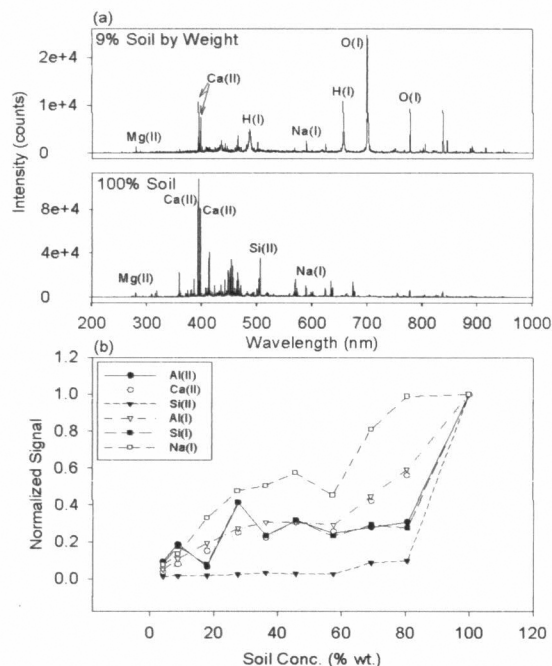 (a)
9% Soil by Weight
O(I)
2e+4
Ca(II)
H(I)
O(I)
1e+4
H(I)
Mg(II)
Na(I)
0
Intensity (counts)
100% Soil
Ca(II)
8e+4
Ca(II)
Si(II)
4e+4
Mg(II)
Na(I)
0
200 300 400 500 600 700 800 900 1000
Wavelength (nm)
(b)
1.2
1.0
0.8
0.6
0.4
0.2
0.0
Normalized Signal
Al(II)
Ca(II)
Si(II)
Al(I)
Si(I)
Na(I)
0 20 40 60 80 100 120
Soil Conc. (% wt.)